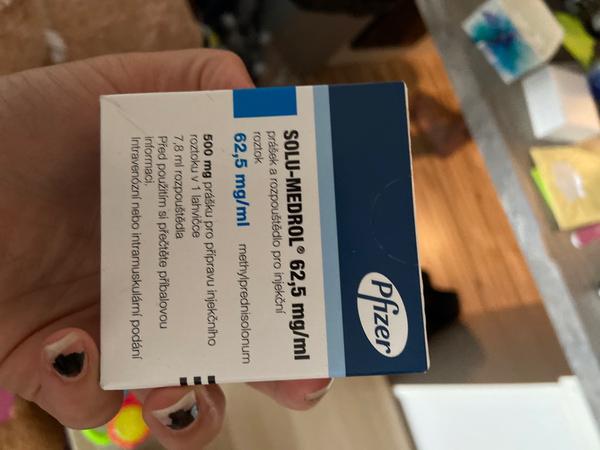 Pfizer
SOLU-MEDROL® 62,5 mg/ml
prášek a rozpouštědlo pro injekční
roztok
62,5 mg/ml methylprednisolonum
500 mg prášku pro přípravu injekčního
roztoku v 1 lahvičce
7,8 ml rozpouštědla
Před použitím si přečtěte příbalovou
informaci.
Intravenózní nebo intramuskulární podání